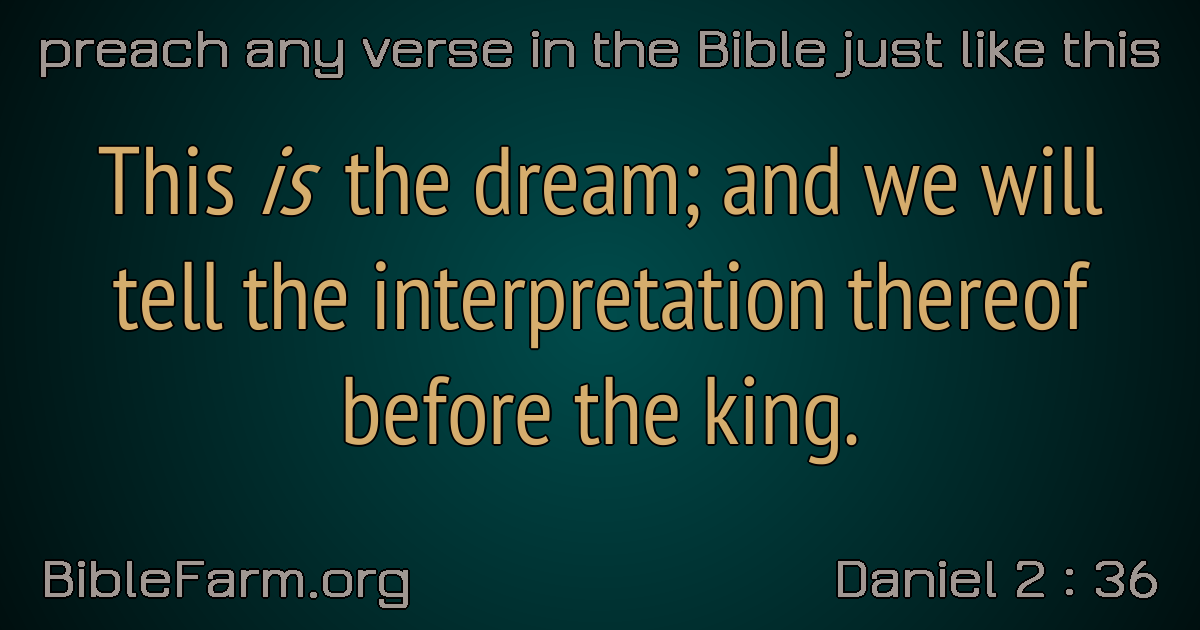 preach any verse in the Bible just like this
This is the dream; and we will
tell the interpretation thereof
before the king.
BibleFarm.org
Daniel 2 : 36